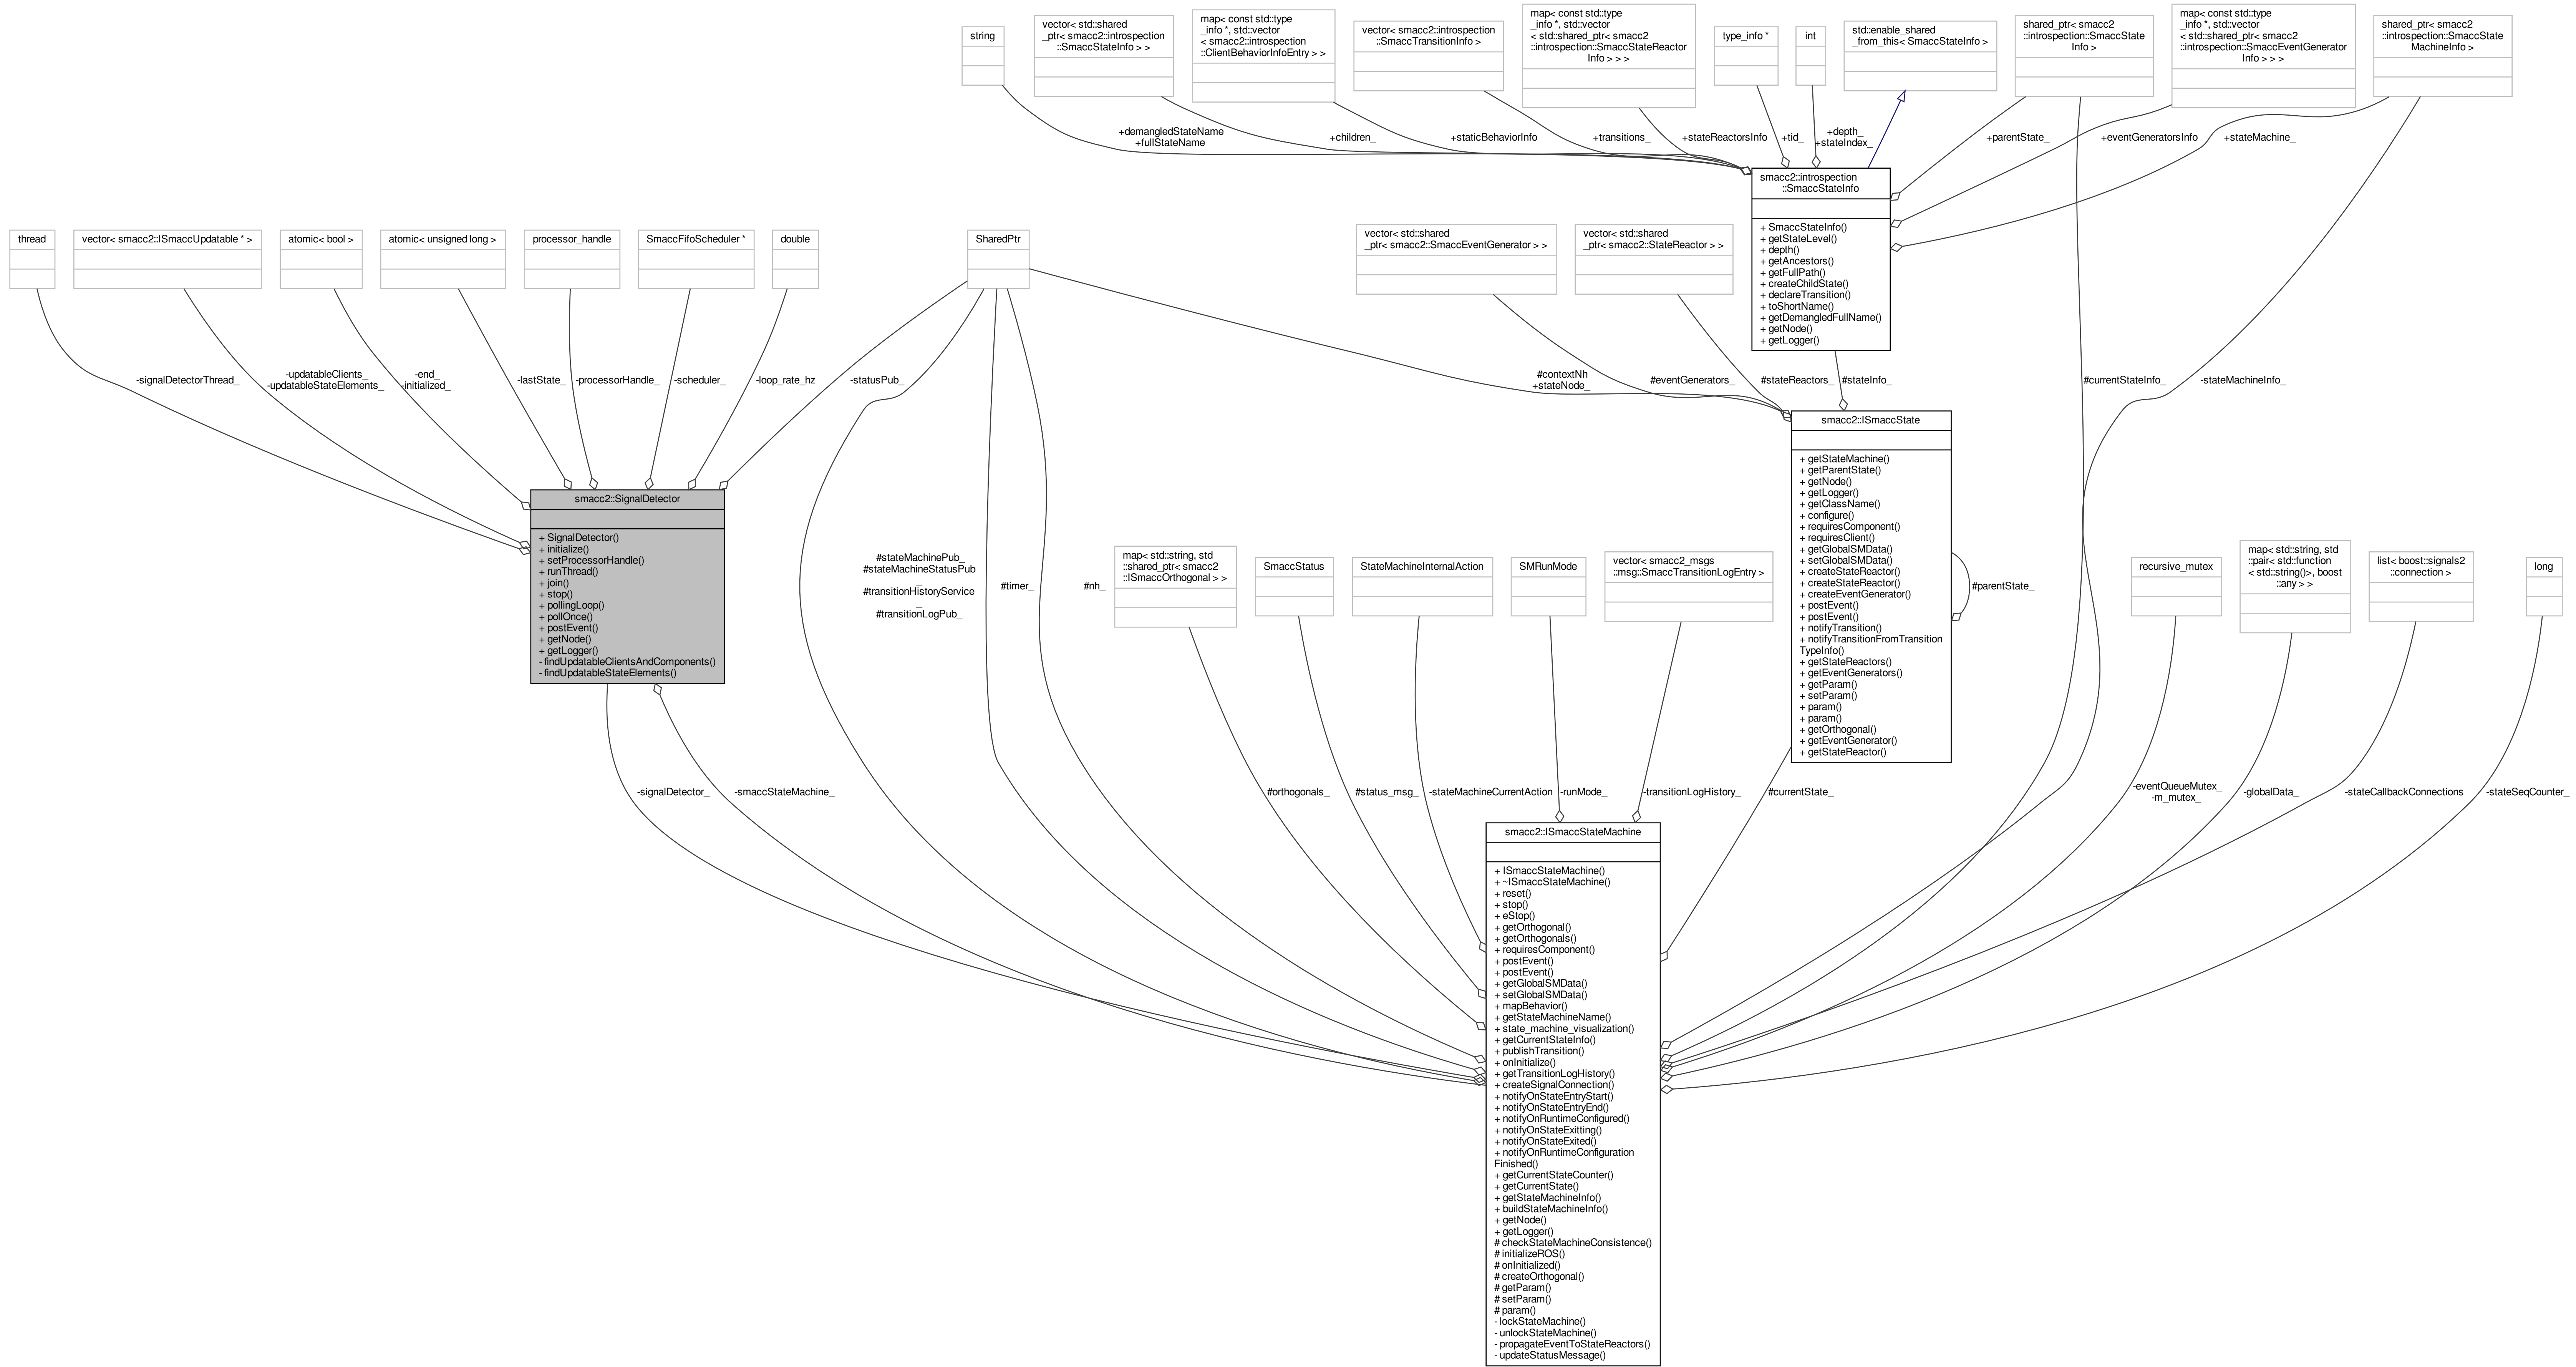 string
vector< std::shared
_ptr< smacc2::introspection
::SmaccStateInfo > >
map< const std::type
_info *, std::vector
< smacc2::introspection
::ClientBehaviorInfoEntry > >
vector< smacc2::introspection
::SmaccTransitionInfo >
map< const std::type
_info *, std::vector
< std::shared_ptr< smacc2
::introspection::SmaccStateReactor
Info > > >
type_info *
int
std::enable_shared
_from_this< SmaccStateInfo >
shared_ptr< smacc2
::introspection::SmaccState
Info >
map< const std::type
_info *, std::vector
< std::shared_ptr< smacc2
::introspection::SmaccEventGenerator
Info > > >
shared_ptr< smacc2
::introspection::SmaccState
MachineInfo >
+demangledStateName
+fullStateName
+children_
+staticBehaviorInfo
+transitions_
+stateReactorsInfo
+tid_
+depth_
+stateIndex_
+parentState_
+eventGeneratorsInfo
+stateMachine_
smacc2::introspection
::SmaccStateInfo
+ SmaccStateInfo()
+ getStateLevel()
+ depth()
+ getAncestors()
+ getFullPath()
+ createChildState()
+ declareTransition()
+ toShortName()
+ getDemangledFullName()
+ getNode()
+ getLogger()
thread
vector< smacc2::ISmaccUpdatable * >
atomic< bool >
atomic< unsigned long >
processor_handle
SmaccFifoScheduler *
double
SharedPtr
vector< std::shared
_ptr< smacc2::SmaccEventGenerator > >
vector< std::shared
_ptr< smacc2::StateReactor > >
-signalDetectorThread_
-updatableClients_
-updatableStateElements_
-end_
-initialized_
-lastState_
-processorHandle_
-scheduler_
-loop_rate_hz
-statusPub_
#contextNh
+stateNode_
#eventGenerators_
#stateReactors_
#stateInfo_
#currentStateInfo_
-stateMachineInfo_
smacc2::ISmaccState
+ getStateMachine()
+ getParentState()
+ getNode()
+ getLogger()
+ getClassName()
+ configure()
+ requiresComponent()
+ requiresClient()
+ getGlobalSMData()
+ setGlobalSMData()
+ createStateReactor()
+ createStateReactor()
+ createEventGenerator()
+ postEvent()
+ postEvent()
+ notifyTransition()
+ notifyTransitionFromTransition
TypeInfo()
+ getStateReactors()
+ getEventGenerators()
+ getParam()
+ setParam()
+ param()
+ param()
+ getOrthogonal()
+ getEventGenerator()
+ getStateReactor()
#parentState_
smacc2::SignalDetector
+ SignalDetector()
+ initialize()
+ setProcessorHandle()
+ runThread()
+ join()
+ stop()
+ pollingLoop()
+ pollOnce()
+ postEvent()
+ getNode()
+ getLogger()
- findUpdatableClientsAndComponents()
- findUpdatableStateElements()
#stateMachinePub_
#stateMachineStatusPub
_
#transitionHistoryService
_
#transitionLogPub_
#timer_
#nh_
map< std::string, std
::shared_ptr< smacc2
::ISmaccOrthogonal > >
SmaccStatus
StateMachineInternalAction
SMRunMode
vector< smacc2_msgs
::msg::SmaccTransitionLogEntry >
recursive_mutex
map< std::string, std
::pair< std::function
< std::string()>, boost
::any > >
list< boost::signals2
::connection >
long
-signalDetector_
-smaccStateMachine_
#orthogonals_
#status_msg_
-stateMachineCurrentAction
-runMode_
-transitionLogHistory_
#currentState_
-eventQueueMutex_
-m_mutex_
-globalData_
-stateCallbackConnections
-stateSeqCounter_
smacc2::ISmaccStateMachine
+ ISmaccStateMachine()
+ ~ISmaccStateMachine()
+ reset()
+ stop()
+ eStop()
+ getOrthogonal()
+ getOrthogonals()
+ requiresComponent()
+ postEvent()
+ postEvent()
+ getGlobalSMData()
+ setGlobalSMData()
+ mapBehavior()
+ getStateMachineName()
+ state_machine_visualization()
+ getCurrentStateInfo()
+ publishTransition()
+ onInitialize()
+ getTransitionLogHistory()
+ createSignalConnection()
+ notifyOnStateEntryStart()
+ notifyOnStateEntryEnd()
+ notifyOnRuntimeConfigured()
+ notifyOnStateExitting()
+ notifyOnStateExited()
+ notifyOnRuntimeConfiguration
Finished()
+ getCurrentStateCounter()
+ getCurrentState()
+ getStateMachineInfo()
+ buildStateMachineInfo()
+ getNode()
+ getLogger()
# checkStateMachineConsistence()
# initializeROS()
# onInitialized()
# createOrthogonal()
# getParam()
# setParam()
# param()
- lockStateMachine()
- unlockStateMachine()
- propagateEventToStateReactors()
- updateStatusMessage()